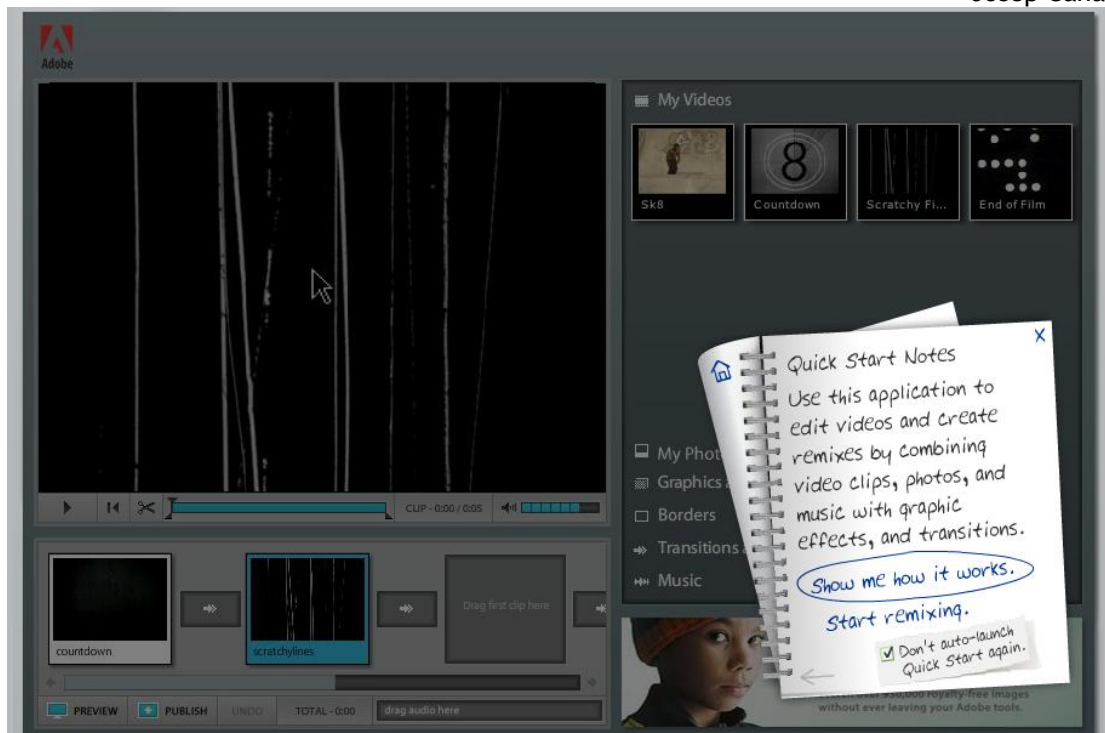 Adobe
My Videos
Sk8
Countdown
Scratchy Fi...
End of Film
8
My Phot
Graphics
Borders
Transitions
Music
Quick Start Notes
Use this application to
edit videos and create
remixes by combining
video clips, photos, and
music with graphic
effects, and transitions.
Show me how it works.
Start remixing.
Don't auto-launch
Quick Start again.
CLIP - 0:00 / 0:05
countdown
scratchylines
Drag first clip here
PREVIEW
PUBLISH
UNDO
TOTAL - 0:00
drag audio here
royalty-free images
without ever leaving your Adobe tools.